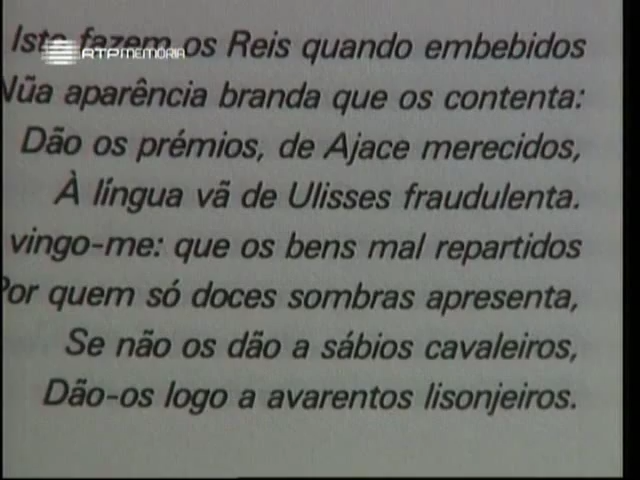 Isto fazem os Reis quando embebidos
RTP MEMÓRIA
Nũa aparência branda que os contenta:
Dão os prémios, de Ajace merecidos,
À língua vã de Ulisses fraudulenta.
vingo-me: que os bens mal repartidos
Por quem só doces sombras apresenta,
Se não os dão a sábios cavaleiros,
Dão-os logo a avarentos lisonjeiros.